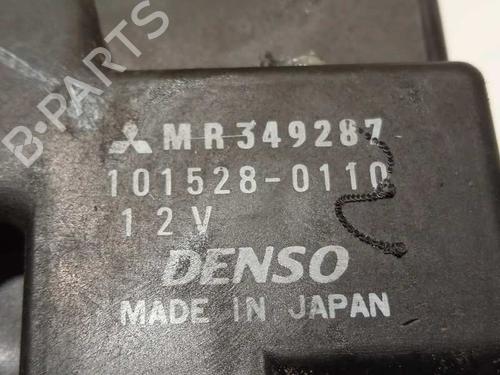 B-PARTS
MR349287
101528-0110
12V
DENSO
MADE IN JAPAN